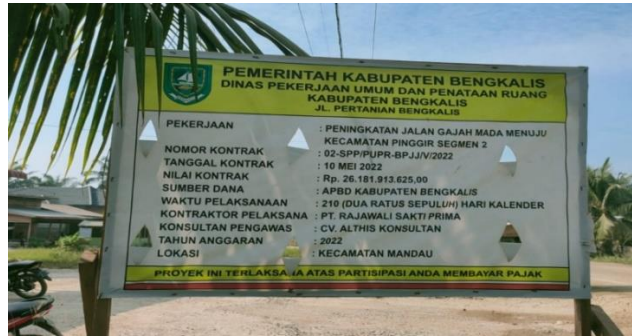 PEMERINTAH KABUPATEN BENGKALIS
DINAS PEKERJAAN UMUM DAN PENATAAN RUANG
KABUPATEN BENGKALIS
JL. PERTANIAN BENGKALIS
PEKERJAAN : PENINGKATAN JALAN GAJAH MADA MENUJU
KECAMATAN PINGGIR SEGMEN 2
NOMOR KONTRAK : 02-SPP/PUPR-BPJJ/V/2022
TANGGAL KONTRAK : 10 MEI 2022
NILAI KONTRAK : Rp. 26.181.913.625,00
SUMBER DANA : APBD KABUPATEN BENGKALIS
WAKTU PELAKSANAAN : 210 (DUA RATUS SEPULUH) HARI KALENDER
KONTRAKTOR PELAKSANA : PT. RAJAWALI SAKTI PRIMA
KONSULTAN PENGAWAS : CV. ALTHIS KONSULTAN
TAHUN ANGGARAN : 2022
LOKASI : KECAMATAN MANDAU
PROYEK INI TERLAKSANA ATAS PARTISIPASI ANDA MEMBAYAR PAJAK